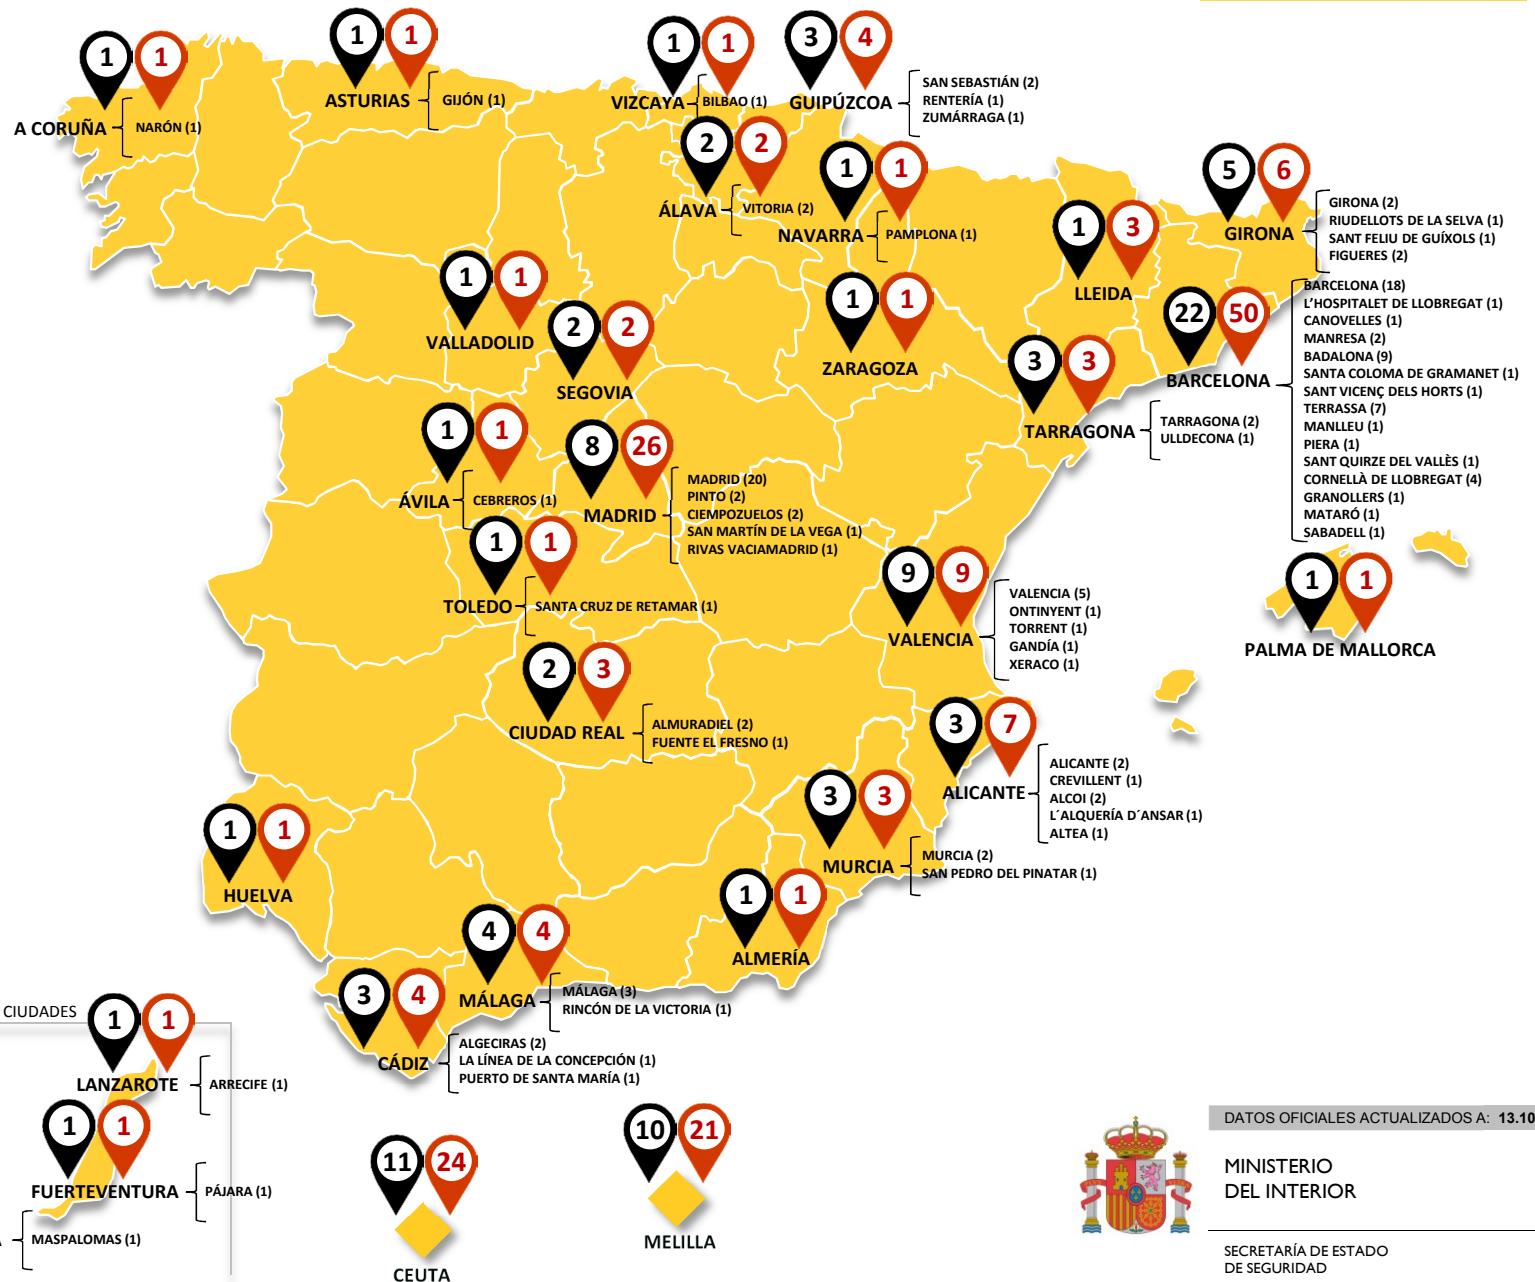 1 1
A CORUÑA
NARÓN (1)
1 1
ASTURIAS
GIJÓN (1)
1 1
VIZCAYA
BILBAO (1)
3 4
GUIPÚZCOA
SAN SEBASTIÁN (2)
RENTERÍA (1)
ZUMÁRRAGA (1)
2 2
ÁLAVA
VITORIA (2)
1 1
NAVARRA
PAMPLONA (1)
1 3
LLEIDA
5 6
GIRONA
GIRONA (2)
RIUDELLOTS DE LA SELVA (1)
SANT FELIU DE GUÍXOLS (1)
FIGUERES (2)
1 1
VALLADOLID
2 2
SEGOVIA
1 1
ZARAGOZA
22 50
BARCELONA
BARCELONA (18)
L'HOSPITALET DE LLOBREGAT (1)
CANOVELLES (1)
MANRESA (2)
BADALONA (9)
SANTA COLOMA DE GRAMANET (1)
SANT VICENÇ DELS HORTS (1)
TERRASSA (7)
MANLLEU (1)
PIERA (1)
SANT QUIRZE DEL VALLÈS (1)
CORNELLÀ DE LLOBREGAT (4)
GRANOLLERS (1)
MATARÓ (1)
SABADELL (1)
3 3
TARRAGONA
TARRAGONA (2)
ULLDECONA (1)
1 1
ÁVILA
CEBREROS (1)
8 26
MADRID
MADRID (20)
PINTO (2)
CIEMPOZUELOS (2)
SAN MARTÍN DE LA VEGA (1)
RIVAS VACIAMADRID (1)
1 1
TOLEDO
SANTA CRUZ DE RETAMAR (1)
9 9
VALENCIA
VALENCIA (5)
ONTINYENT (1)
TORRENT (1)
GANDÍA (1)
XERACO (1)
1 1
PALMA DE MALLORCA
2 3
CIUDAD REAL
ALMURADIEL (2)
FUENTE EL FRESNO (1)
3 7
ALICANTE
ALICANTE (2)
CREVILLENT (1)
ALCOI (2)
L´ALQUERÍA D´ANSAR (1)
ALTEA (1)
3 3
MURCIA
MURCIA (2)
SAN PEDRO DEL PINATAR (1)
1 1
HUELVA
1 1
ALMERÍA
4 4
MÁLAGA
MÁLAGA (3)
RINCÓN DE LA VICTORIA (1)
3 4
CÁDIZ
ALGECIRAS (2)
LA LÍNEA DE LA CONCEPCIÓN (1)
PUERTO DE SANTA MARÍA (1)
CIUDADES
1 1
LANZAROTE
ARRECIFE (1)
1 1
FUERTEVENTURA
PÁJARA (1)
MASPALOMAS (1)
11 24
CEUTA
10 21
MELILLA
DATOS OFICIALES ACTUALIZADOS A: 13.10
MINISTERIO
DEL INTERIOR
SECRETARÍA DE ESTADO
DE SEGURIDAD